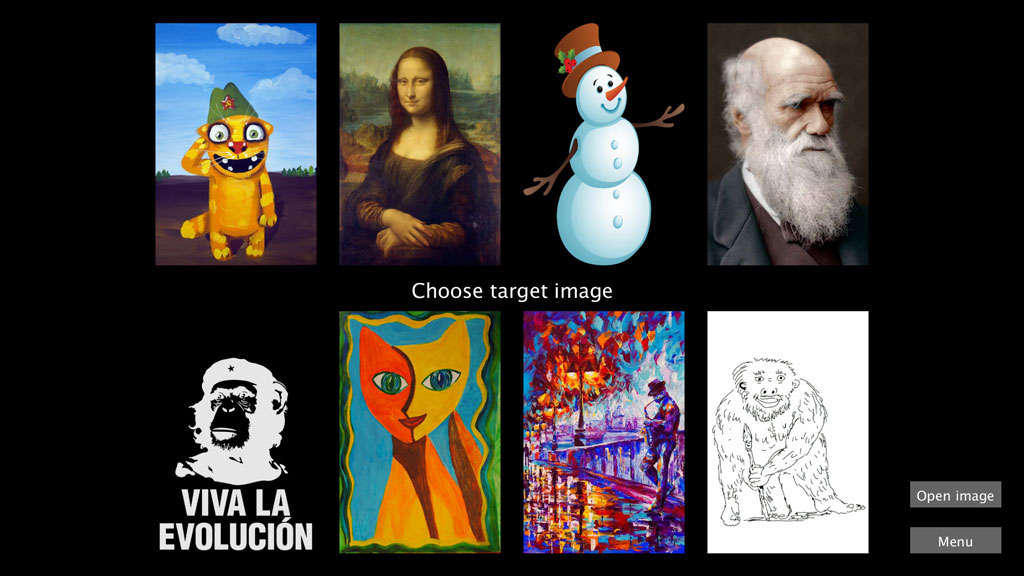 Choose target image
VIVA LA
EVOLUCIÓN
Open image
Menu